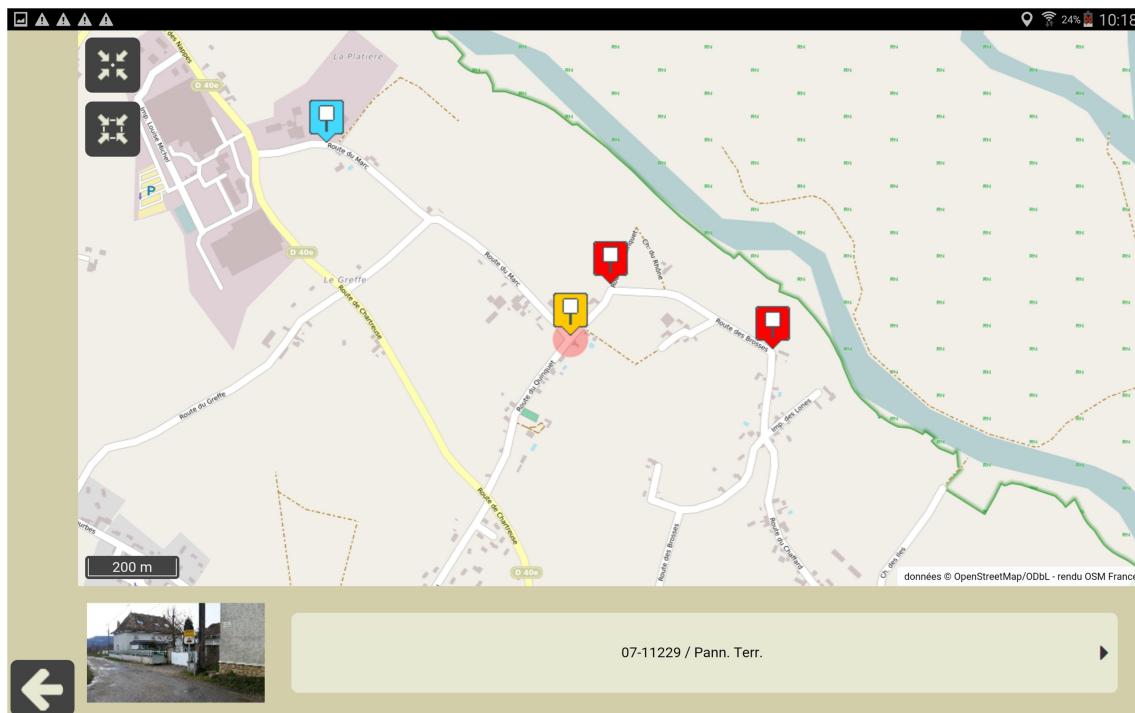 24% 10:18
des Nappes
La Platière
D 40e
Imp. Louise Michel
Route du Marc
P
D 40e
Le Greffe
Route du Marc
Ch. du Rhône
Route de Chartreuse
Route des Brosses
Route du Quinquet
Route du Greffe
Imp. des Lones
Route de Chartreuse
Route des Brosses
Route du Chaffard
Ch. des Iles
D 40e
200 m
données © OpenStreetMap/ODbL - rendu OSM France
07-11229 / Pann. Terr.